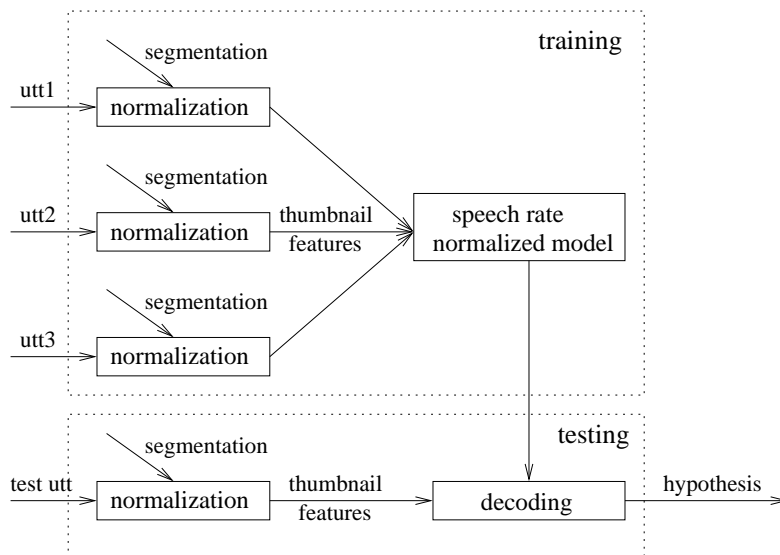 training
segmentation
utt1
normalization
segmentation
utt2
normalization
thumbnail
features
speech rate
normalized model
segmentation
utt3
normalization
testing
segmentation
test utt
normalization
thumbnail
features
decoding
hypothesis